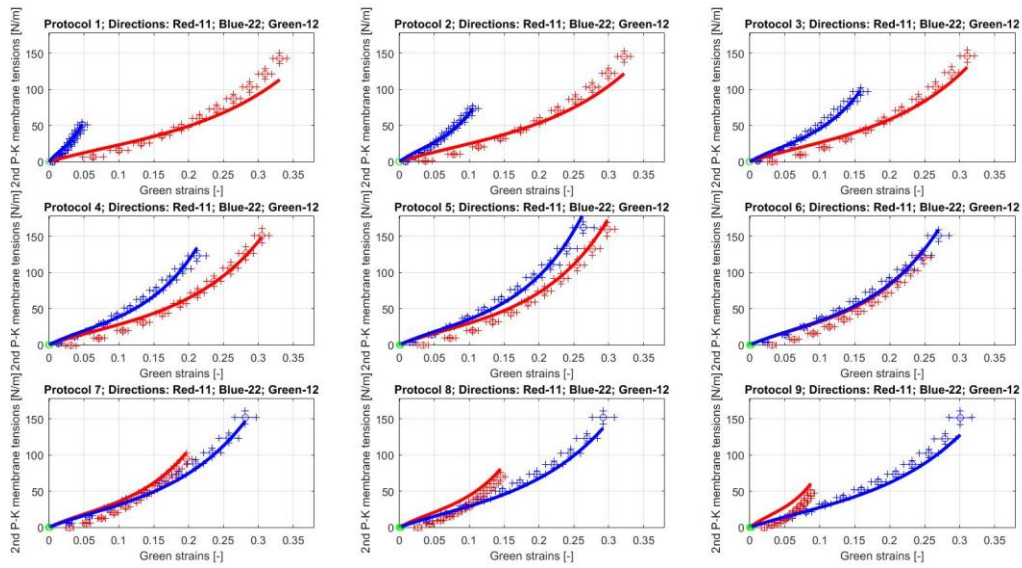 Protocol 1; Directions: Red-11; Blue-22; Green-12
Protocol 2; Directions: Red-11; Blue-22; Green-12
Protocol 3; Directions: Red-11; Blue-22; Green-12
2nd P-K membrane tensions [N/m]
150
100
50
0
0 0.05 0.1 0.15 0.2 0.25 0.3 0.35
Green strains [-]
2nd P-K membrane tensions [N/m]
150
100
50
0
0 0.05 0.1 0.15 0.2 0.25 0.3 0.35
Green strains [-]
2nd P-K membrane tensions [N/m]
150
100
50
0
0 0.05 0.1 0.15 0.2 0.25 0.3 0.35
Green strains [-]
Protocol 4; Directions: Red-11; Blue-22; Green-12
Protocol 5; Directions: Red-11; Blue-22; Green-12
Protocol 6; Directions: Red-11; Blue-22; Green-12
2nd P-K membrane tensions [N/m]
150
100
50
0
0 0.05 0.1 0.15 0.2 0.25 0.3 0.35
Green strains [-]
2nd P-K membrane tensions [N/m]
150
100
50
0
0 0.05 0.1 0.15 0.2 0.25 0.3 0.35
Green strains [-]
2nd P-K membrane tensions [N/m]
150
100
50
0
0 0.05 0.1 0.15 0.2 0.25 0.3 0.35
Green strains [-]
Protocol 7; Directions: Red-11; Blue-22; Green-12
Protocol 8; Directions: Red-11; Blue-22; Green-12
Protocol 9; Directions: Red-11; Blue-22; Green-12
2nd P-K membrane tensions [N/m]
150
100
50
0
0 0.05 0.1 0.15 0.2 0.25 0.3 0.35
Green strains [-]
2nd P-K membrane tensions [N/m]
150
100
50
0
0 0.05 0.1 0.15 0.2 0.25 0.3 0.35
Green strains [-]
2nd P-K membrane tensions [N/m]
150
100
50
0
0 0.05 0.1 0.15 0.2 0.25 0.3 0.35
Green strains [-]